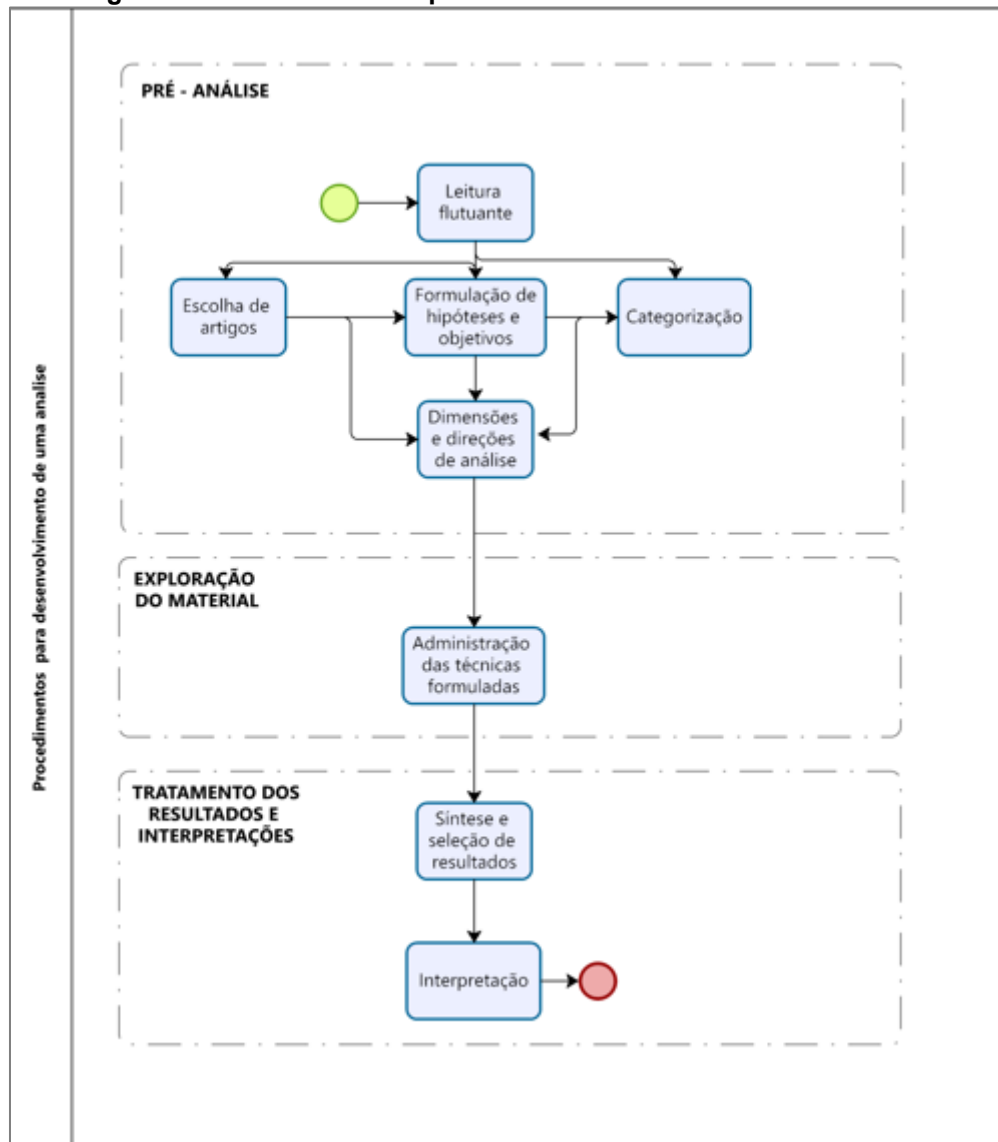 Procedimentos para desenvolvimento de uma analise
PRÉ - ANÁLISE
Leitura
flutuante
Escolha de
artigos
Formulação de
hipóteses e
objetivos
Categorização
Dimensões
e direções
de análise
EXPLORAÇÃO
DO MATERIAL
Administração
das técnicas
formuladas
TRATAMENTO DOS
RESULTADOS E
INTERPRETAÇÕES
Síntese e
seleção de
resultados
Interpretação